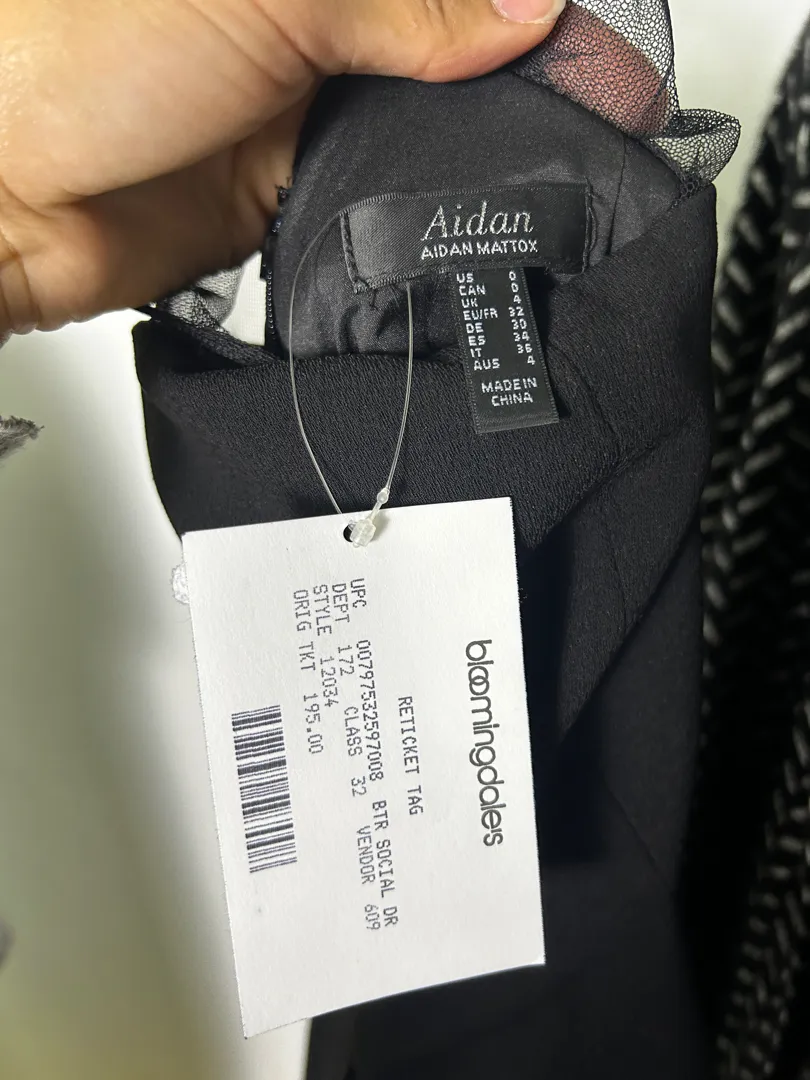 Aidan
AIDAN MATTOX
US 0
CAN 0
UK 4
EU/FR 32
DE 30
ES 34
IT 36
AUS 4
MADE IN
CHINA
bloomingdale's
RETICKET TAG
UPC 00797532597008 BTR SOCIAL DR
DEPT 172 CLASS 32 VENDOR 609
STYLE 12034
ORIG TKT 195.00